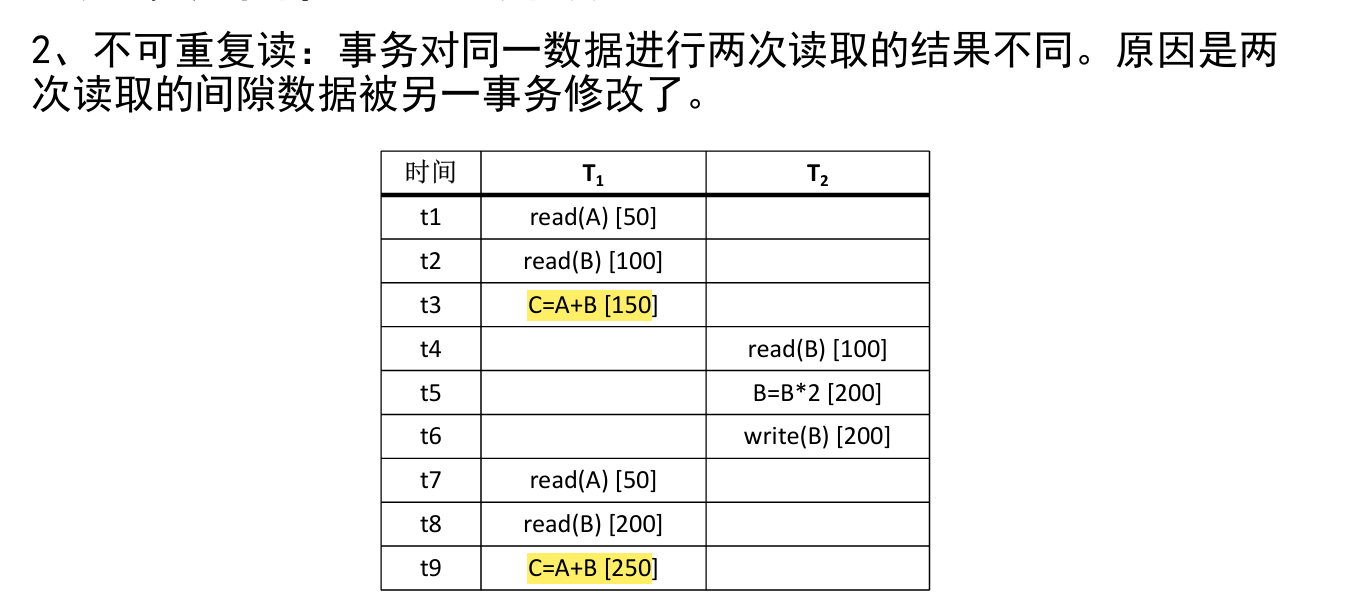 2、不可重复读：事务对同一数据进行两次读取的结果不同。原因是两
次读取的间隙数据被另一事务修改了。
时间 T₁ T₂
t1 read(A) [50]
t2 read(B) [100]
t3 C=A+B [150]
t4 read(B) [100]
t5 B=B*2 [200]
t6 write(B) [200]
t7 read(A) [50]
t8 read(B) [200]
t9 C=A+B [250]